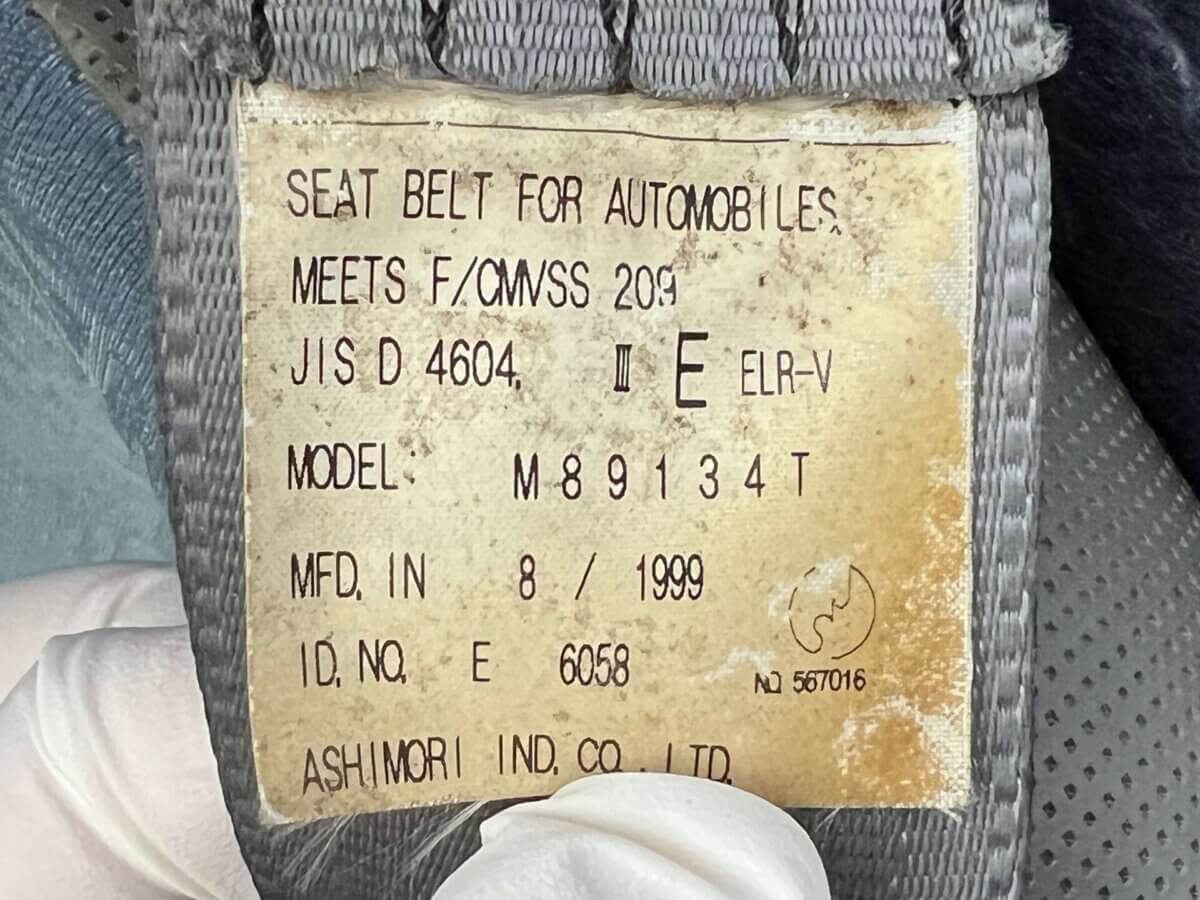 SEAT BELT FOR AUTOMOBILES
MEETS F/CMVSS 209
JIS D 4604. Ⅲ E ELR-V
MODEL: M89134T
MFD. IN 8 / 1999
ID. NO. E 6058
NO 567016
ASHIMORI IND. CO. LTD.